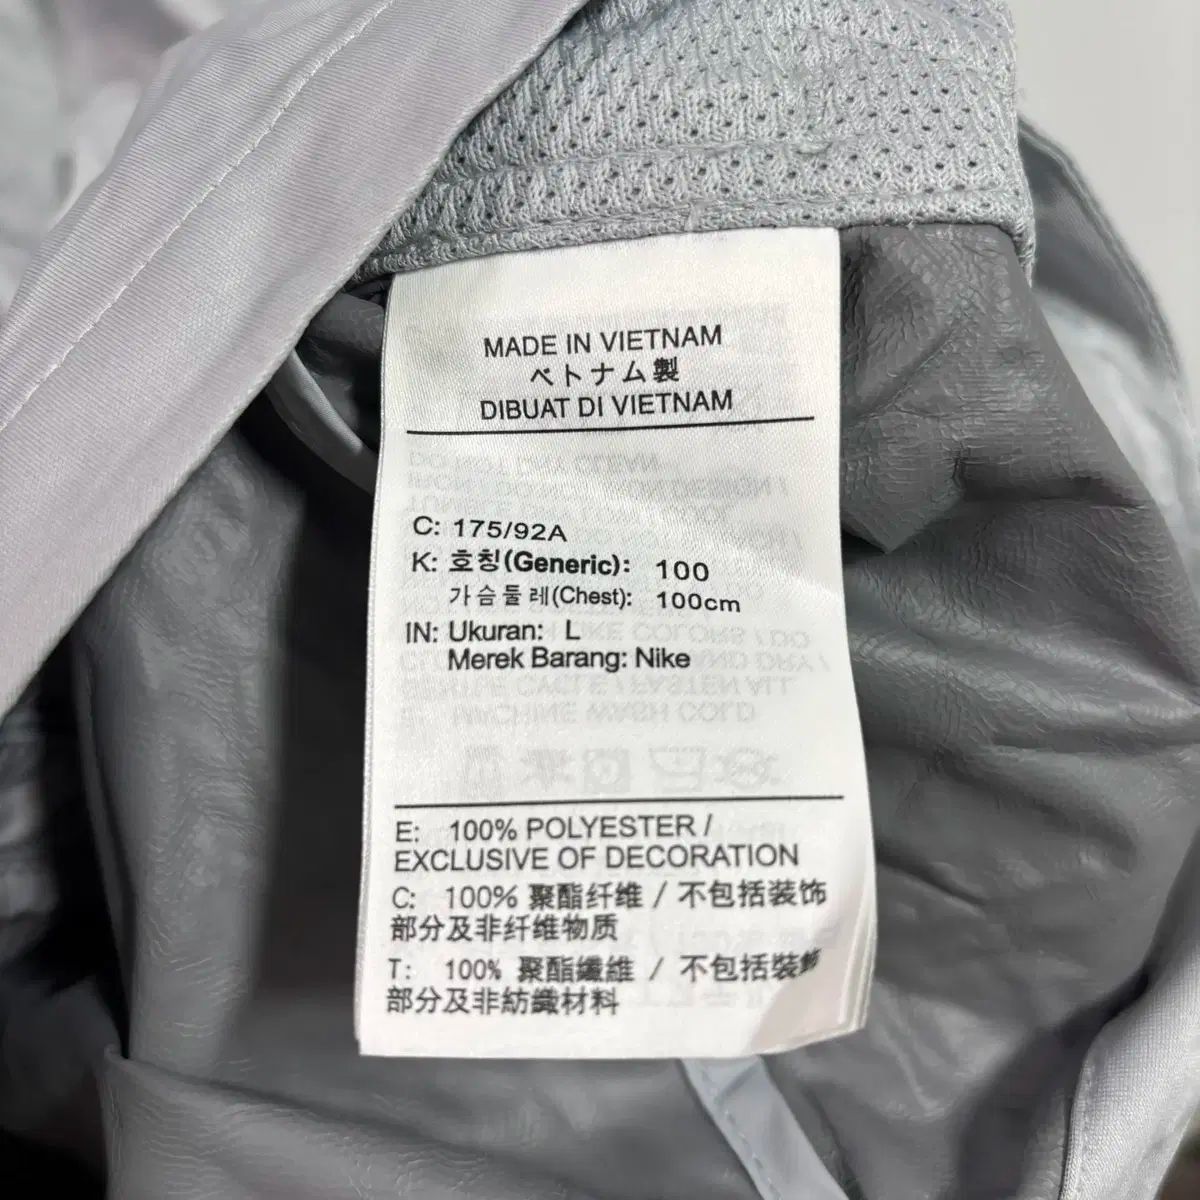 MADE IN VIETNAM
ベトナム製
DIBUAT DI VIETNAM
C: 175/92A
K: 호칭(Generic): 100
가슴둘레(Chest): 100cm
IN: Ukuran: L
Merek Barang: Nike
E: 100% POLYESTER /
EXCLUSIVE OF DECORATION
C: 100% 聚酯纤维 / 不包括装饰
部分及非纤维物质
T: 100% 聚酯纖維 / 不包括裝飾
部分及非紡織材料